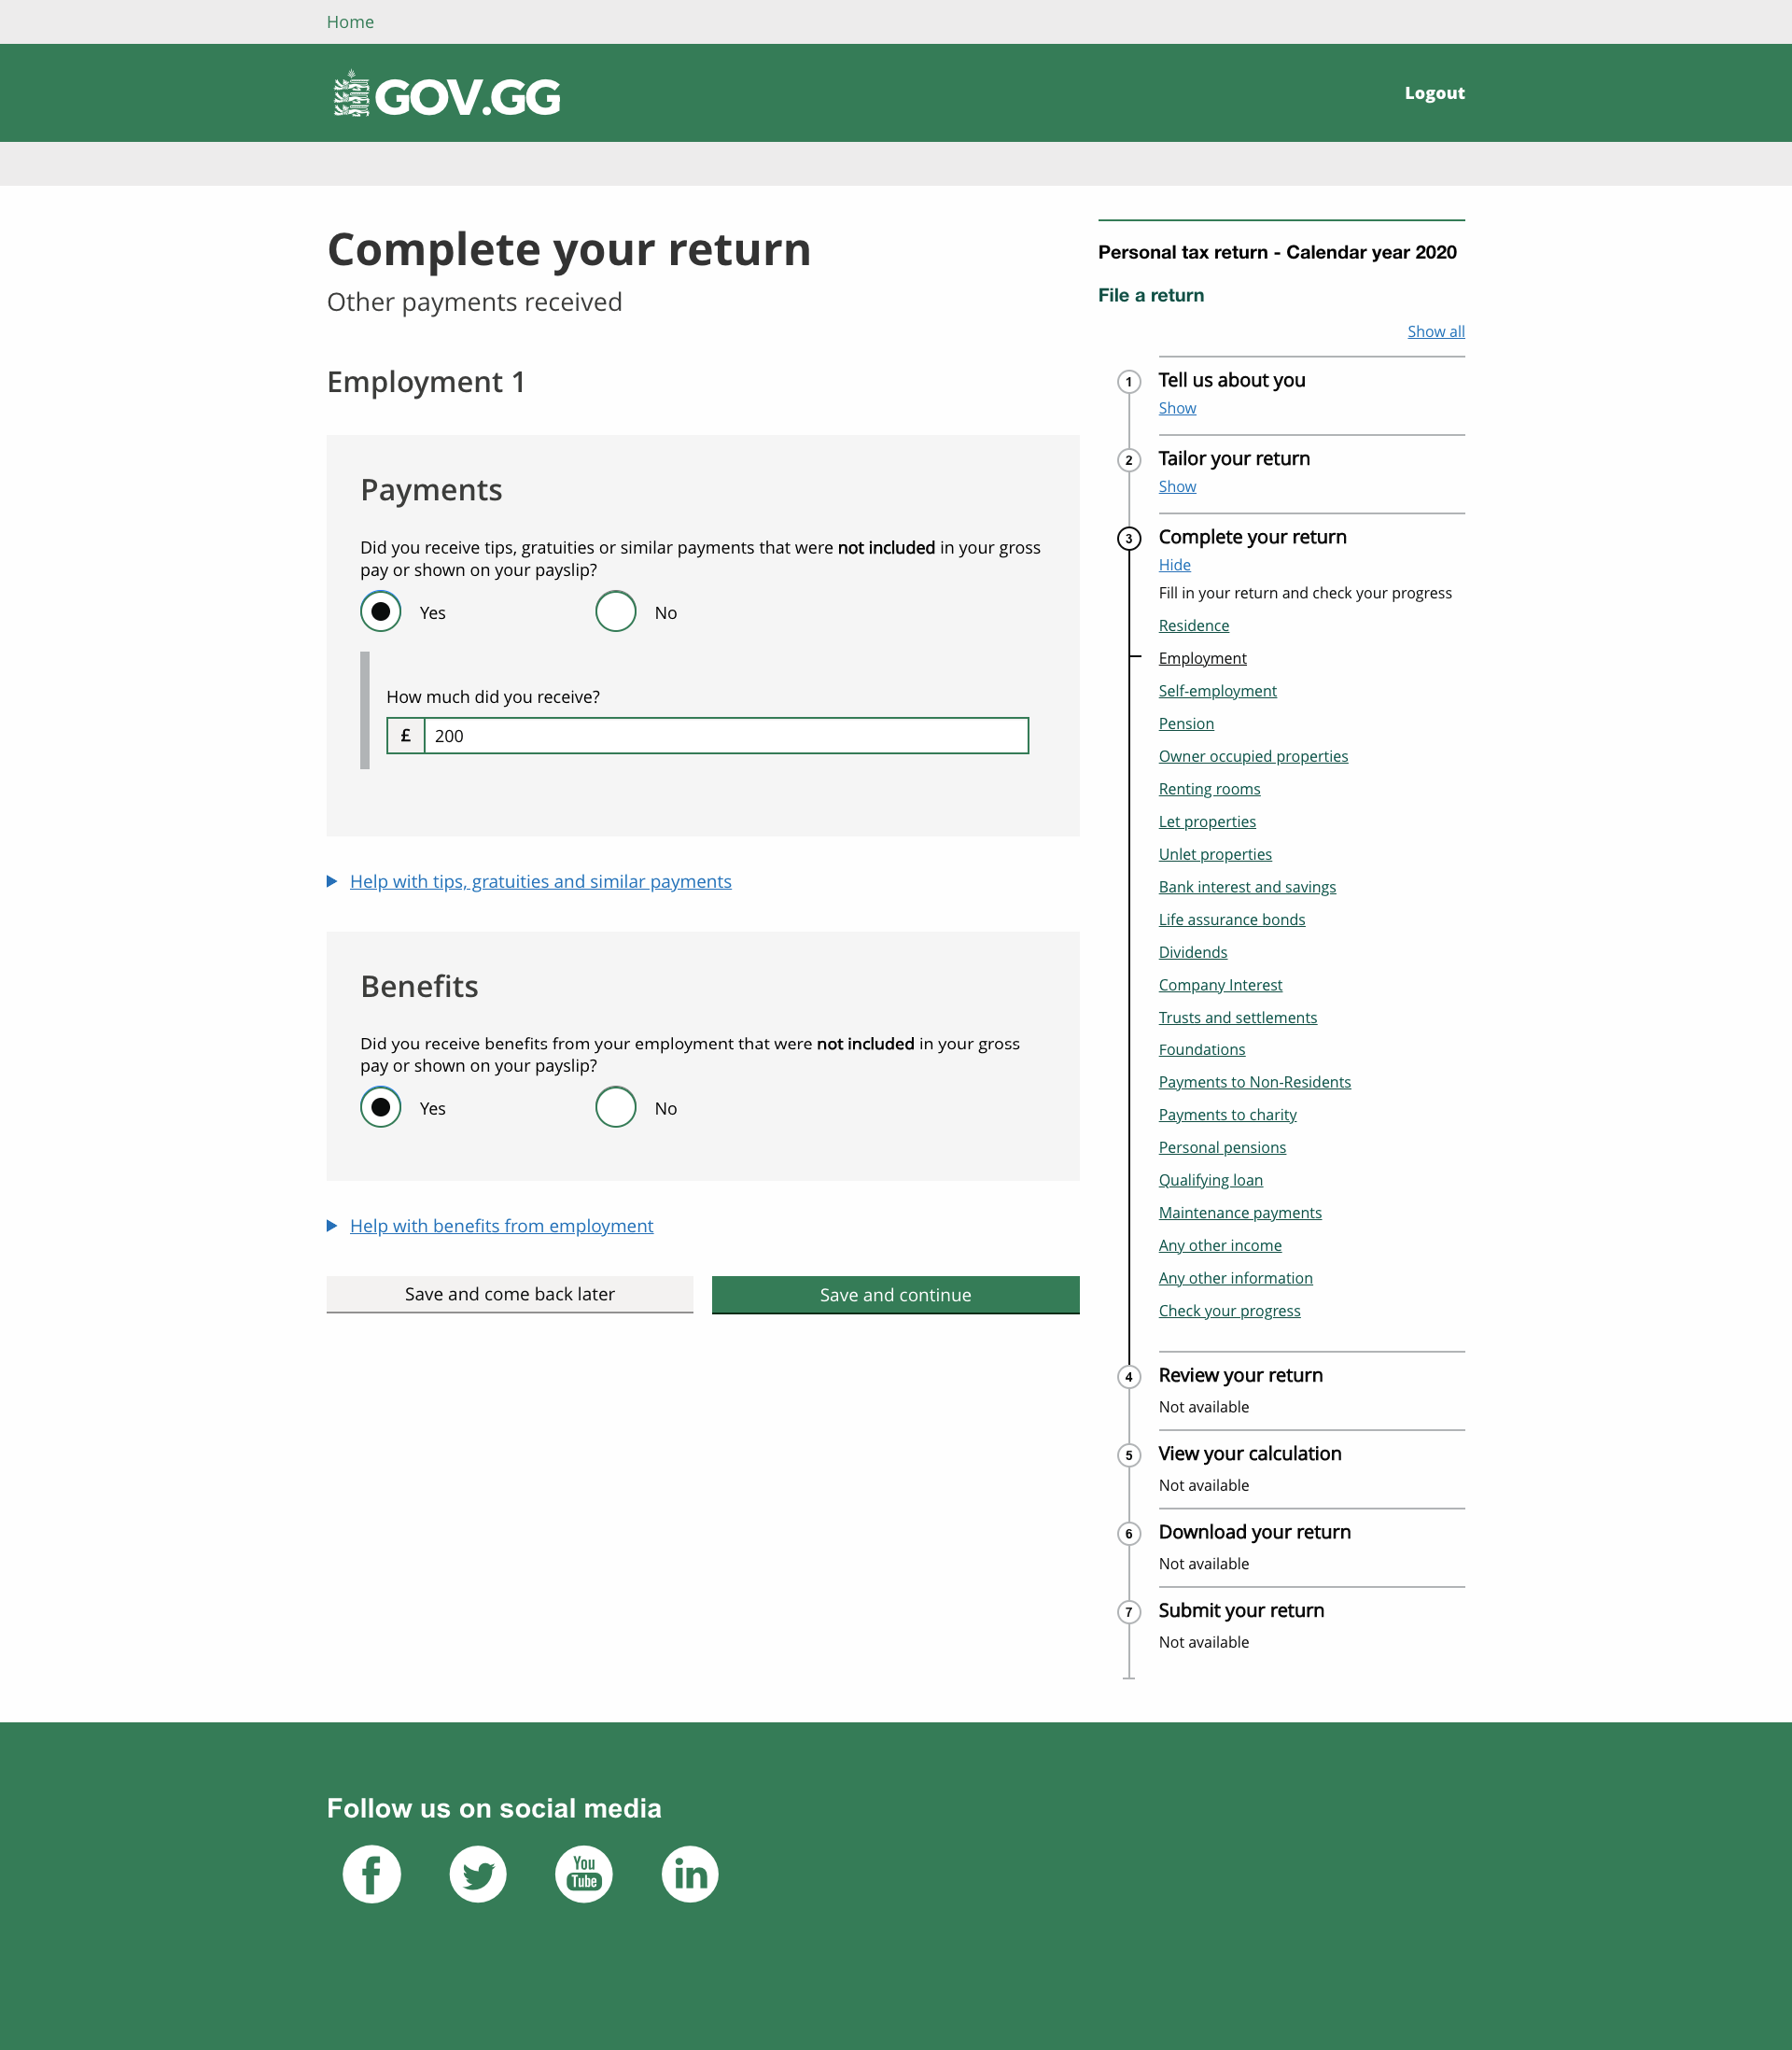 Home
GOV.GG
Logout
Complete your return
Other payments received
Employment 1
Payments
Did you receive tips, gratuities or similar payments that were not included in your gross
pay or shown on your payslip?
Yes
No
How much did you receive?
£
200
Help with tips, gratuities and similar payments
Benefits
Did you receive benefits from your employment that were not included in your gross
pay or shown on your payslip?
Yes
No
Help with benefits from employment
Save and come back later
Save and continue
Personal tax return - Calendar year 2020
File a return
Show all
1
Tell us about you
Show
2
Tailor your return
Show
3
Complete your return
Hide
Fill in your return and check your progress
Residence
Employment
Self-employment
Pension
Owner occupied properties
Renting rooms
Let properties
Unlet properties
Bank interest and savings
Life assurance bonds
Dividends
Company Interest
Trusts and settlements
Foundations
Payments to Non-Residents
Payments to charity
Personal pensions
Qualifying loan
Maintenance payments
Any other income
Any other information
Check your progress
4
Review your return
Not available
5
View your calculation
Not available
6
Download your return
Not available
7
Submit your return
Not available
Follow us on social media
f
You
Tube
in